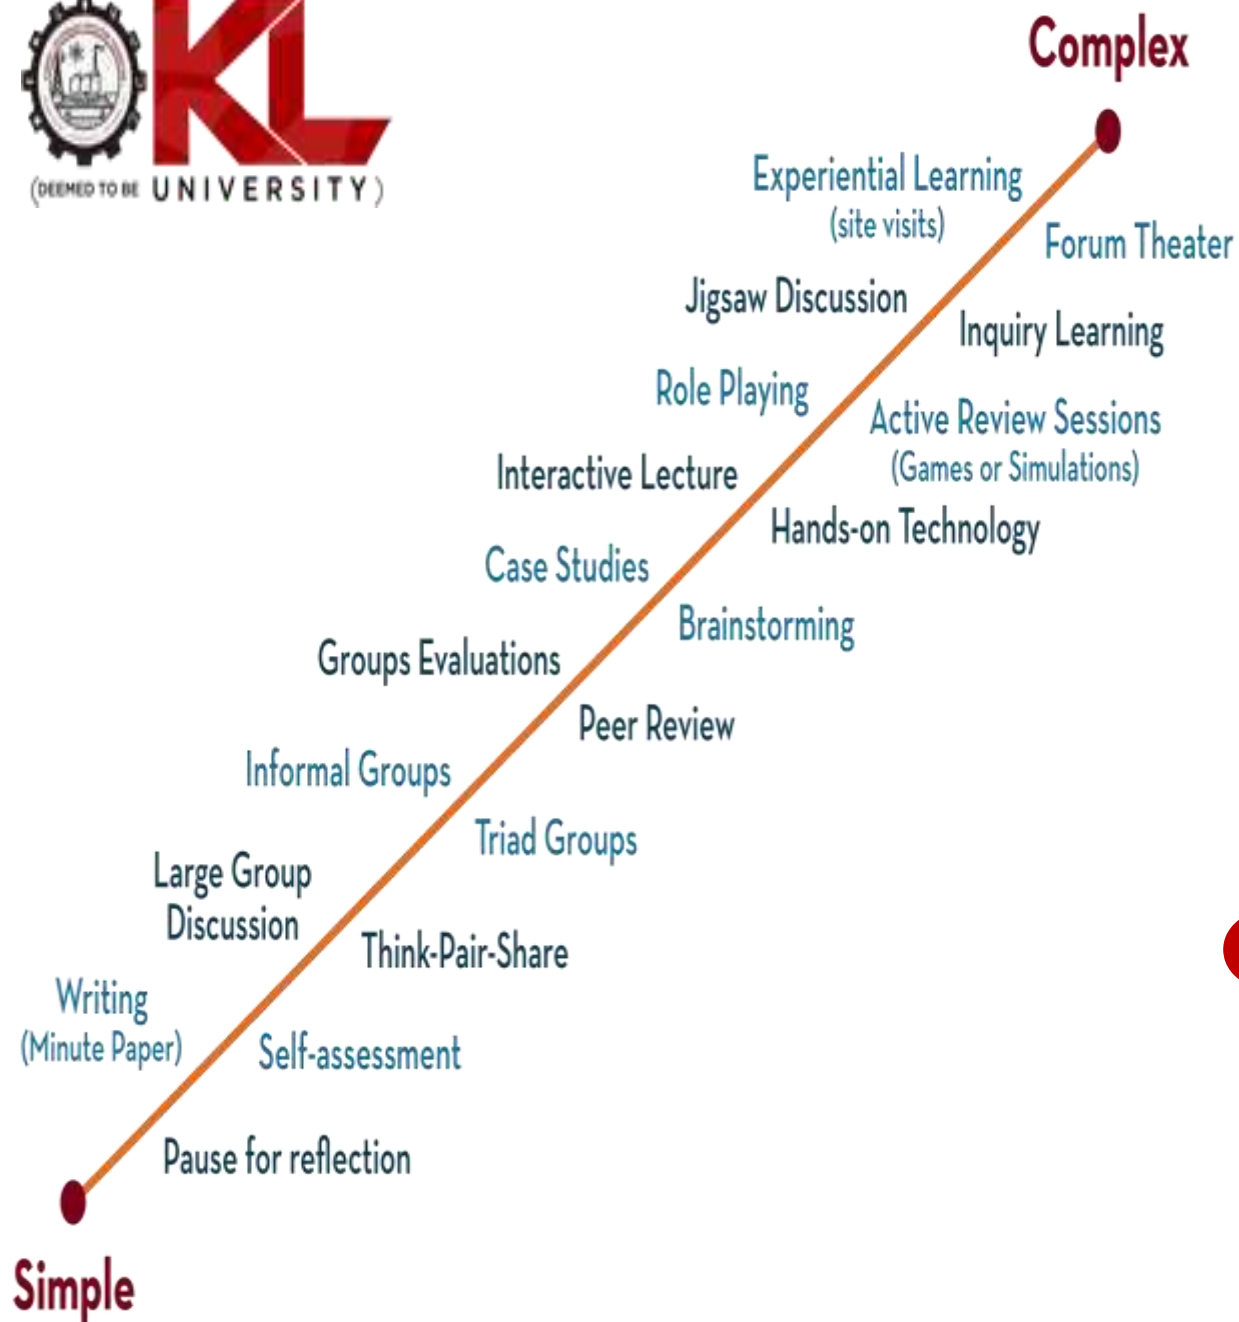 KL
(DEEMED TO BE UNIVERSITY)
Complex
Experiential Learning
(site visits)
Forum Theater
Jigsaw Discussion
Inquiry Learning
Role Playing
Active Review Sessions
(Games or Simulations)
Interactive Lecture
Hands-on Technology
Case Studies
Brainstorming
Groups Evaluations
Peer Review
Informal Groups
Triad Groups
Large Group
Discussion
Think-Pair-Share
Writing
(Minute Paper)
Self-assessment
Pause for reflection
Simple